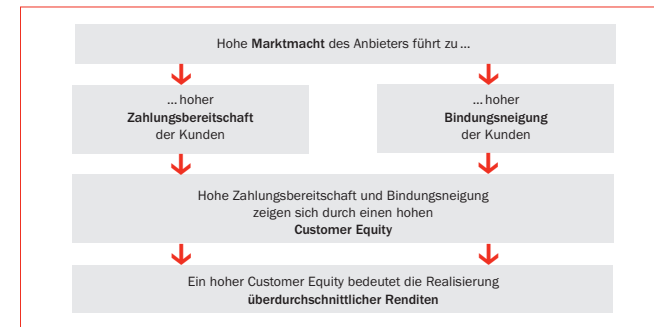 Hohe Marktmacht des Anbieters führt zu ...
... hoher
Zahlungsbereitschaft
der Kunden
... hoher
Bindungsneigung
der Kunden
Hohe Zahlungsbereitschaft und Bindungsneigung
zeigen sich durch einen hohen
Customer Equity
Ein hoher Customer Equity bedeutet die Realisierung
überdurchschnittlicher Renditen